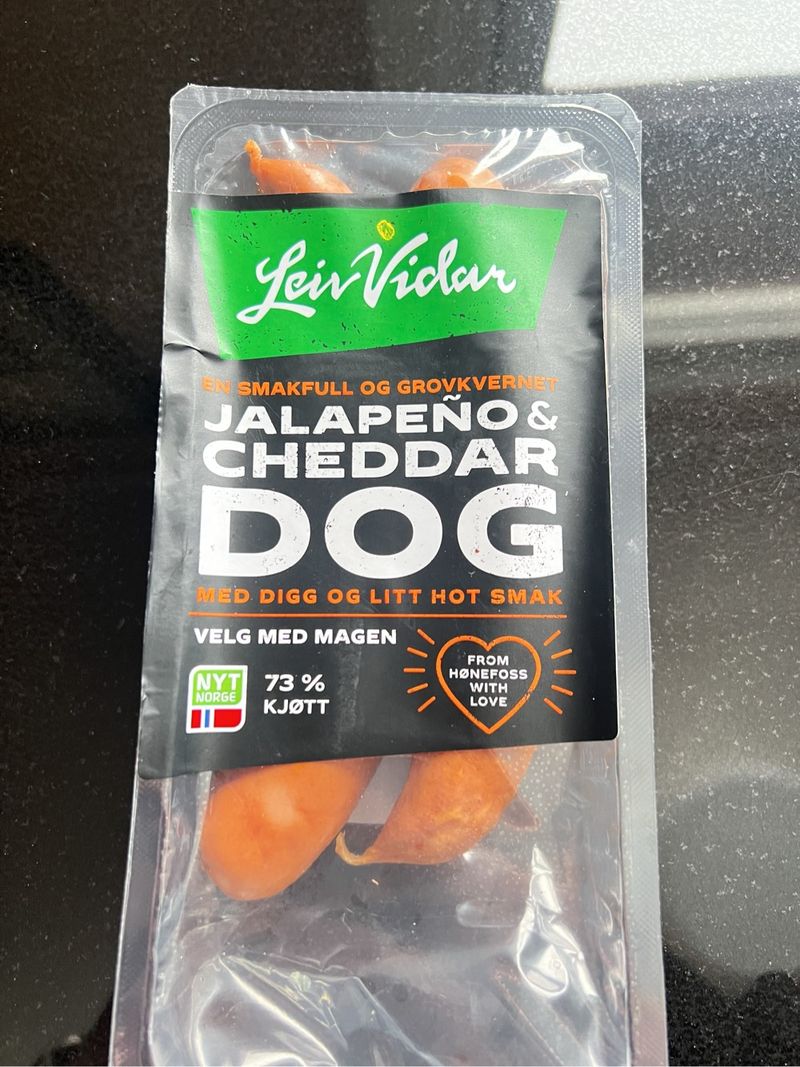 Leiv Vidar
EN SMAKFULL OG GROVKVERNET
JALAPEÑO &
CHEDDAR
DOG
MED DIGG OG LITT HOT SMAK
VELG MED MAGEN
NYT
NORGE
73 %
KJØTT
FROM
HØNEFOSS
WITH
LOVE